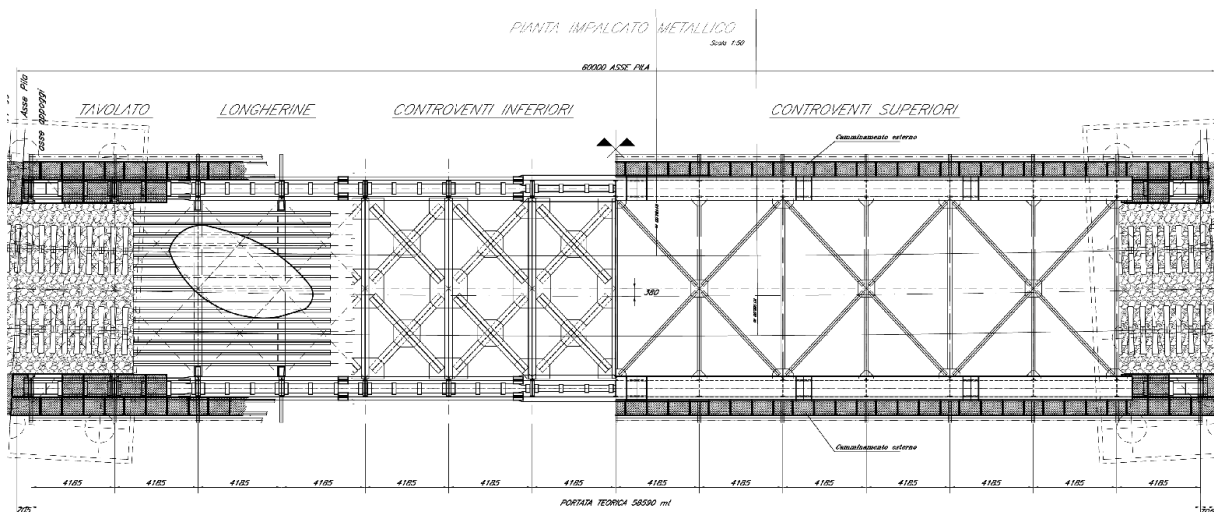 PIANTA IMPALCATO METALLICO
Scala 1:50
60000 ASSE PILA
Asse Pila
asse appoggi
TAVOLATO
LONGHERINE
CONTROVENTI INFERIORI
CONTROVENTI SUPERIORI
Camminamento esterno
380
Camminamento esterno
4185 4185 4185 4185 4185 4185 4185 4185 4185 4185 4185 4185 4185 4185
PORTATA TEORICA 58590 ml
705 705